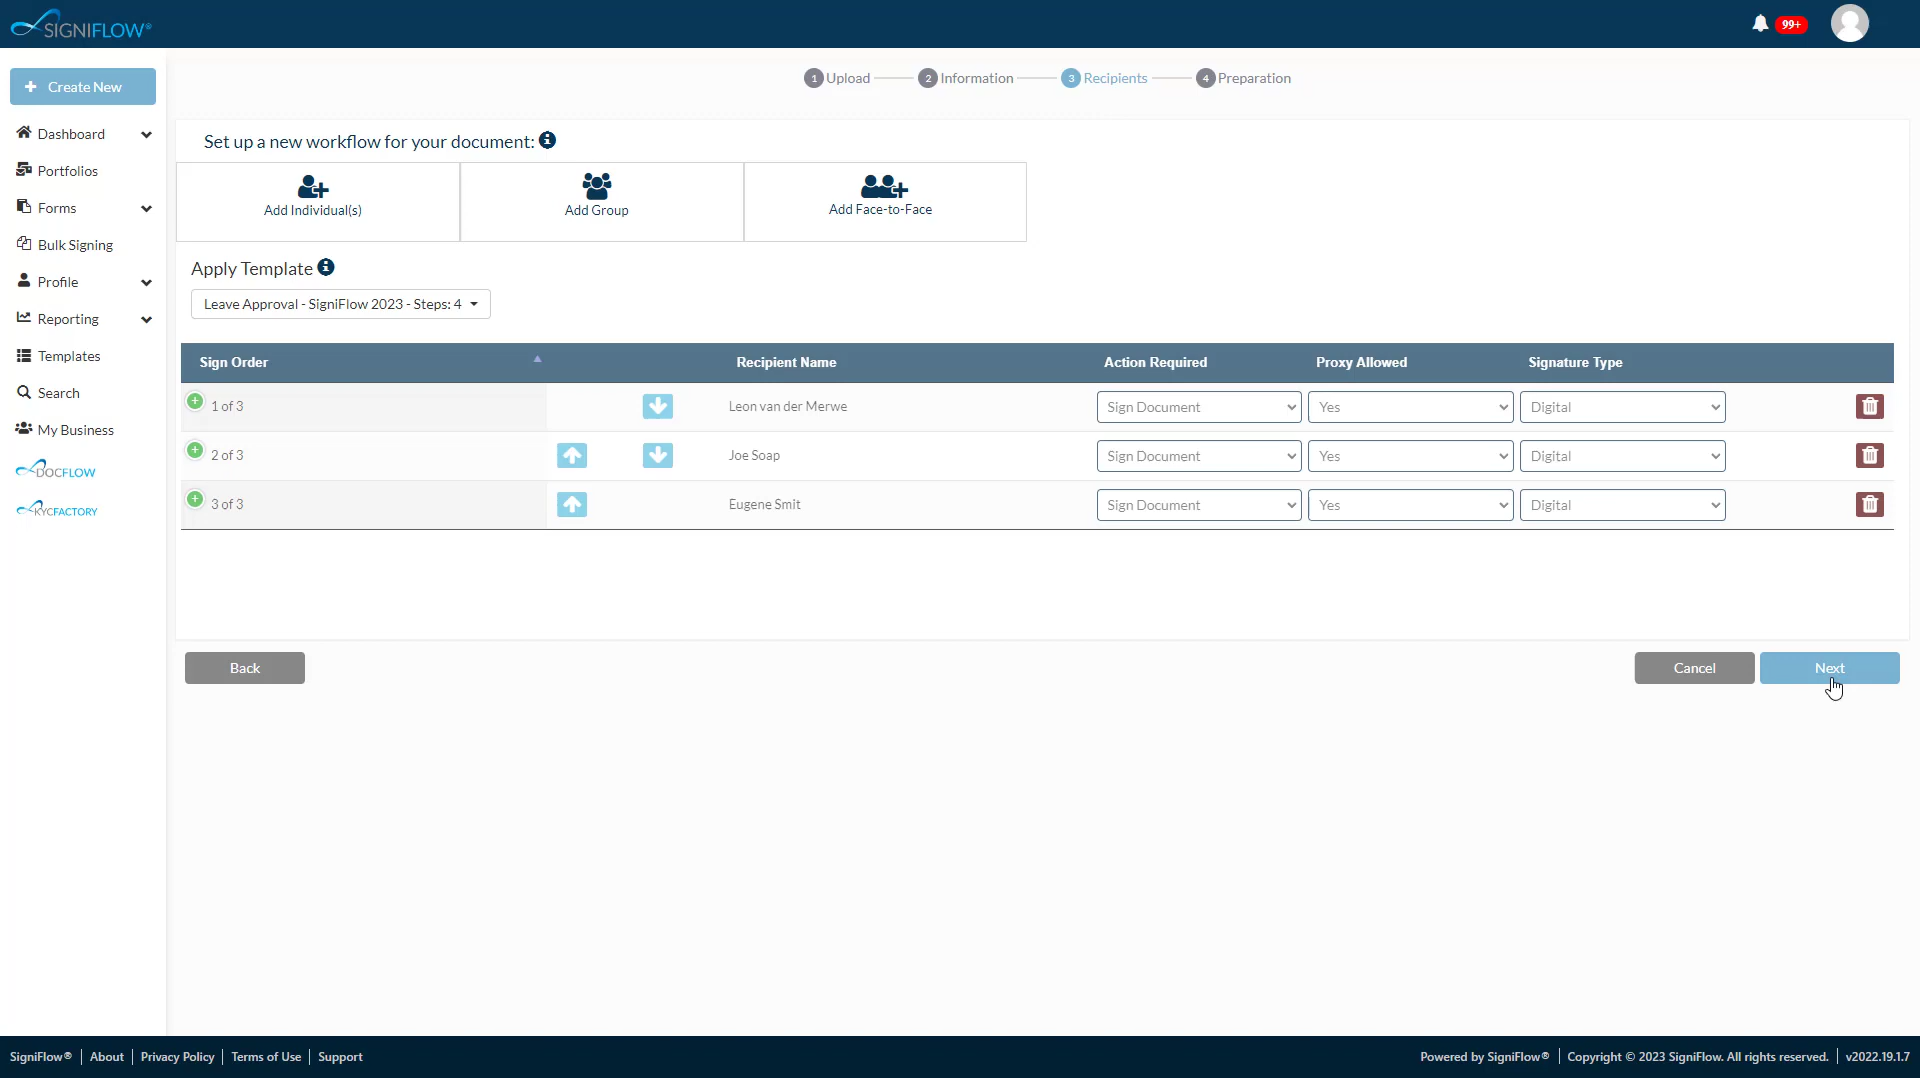 SIGNIFLOW®
99+
Create New
1 Upload 2 Information 3 Recipients 4 Preparation
Dashboard
Portfolios
Forms
Bulk Signing
Profile
Reporting
Templates
Search
My Business
DOCFLOW
KYCFACTORY
Set up a new workflow for your document:
Add Individual(s)
Add Group
Add Face-to-Face
Apply Template
Leave Approval - SigniFlow 2023 - Steps: 4
Sign Order Recipient Name Action Required Proxy Allowed Signature Type
1 of 3 Leon van der Merwe Sign Document Yes Digital
2 of 3 Joe Soap Sign Document Yes Digital
3 of 3 Eugene Smit Sign Document Yes Digital
Back Cancel Next
SigniFlow® | About | Privacy Policy | Terms of Use | Support
Powered by SigniFlow® | Copyright © 2023 SigniFlow. All rights reserved. | v2022.19.1.7